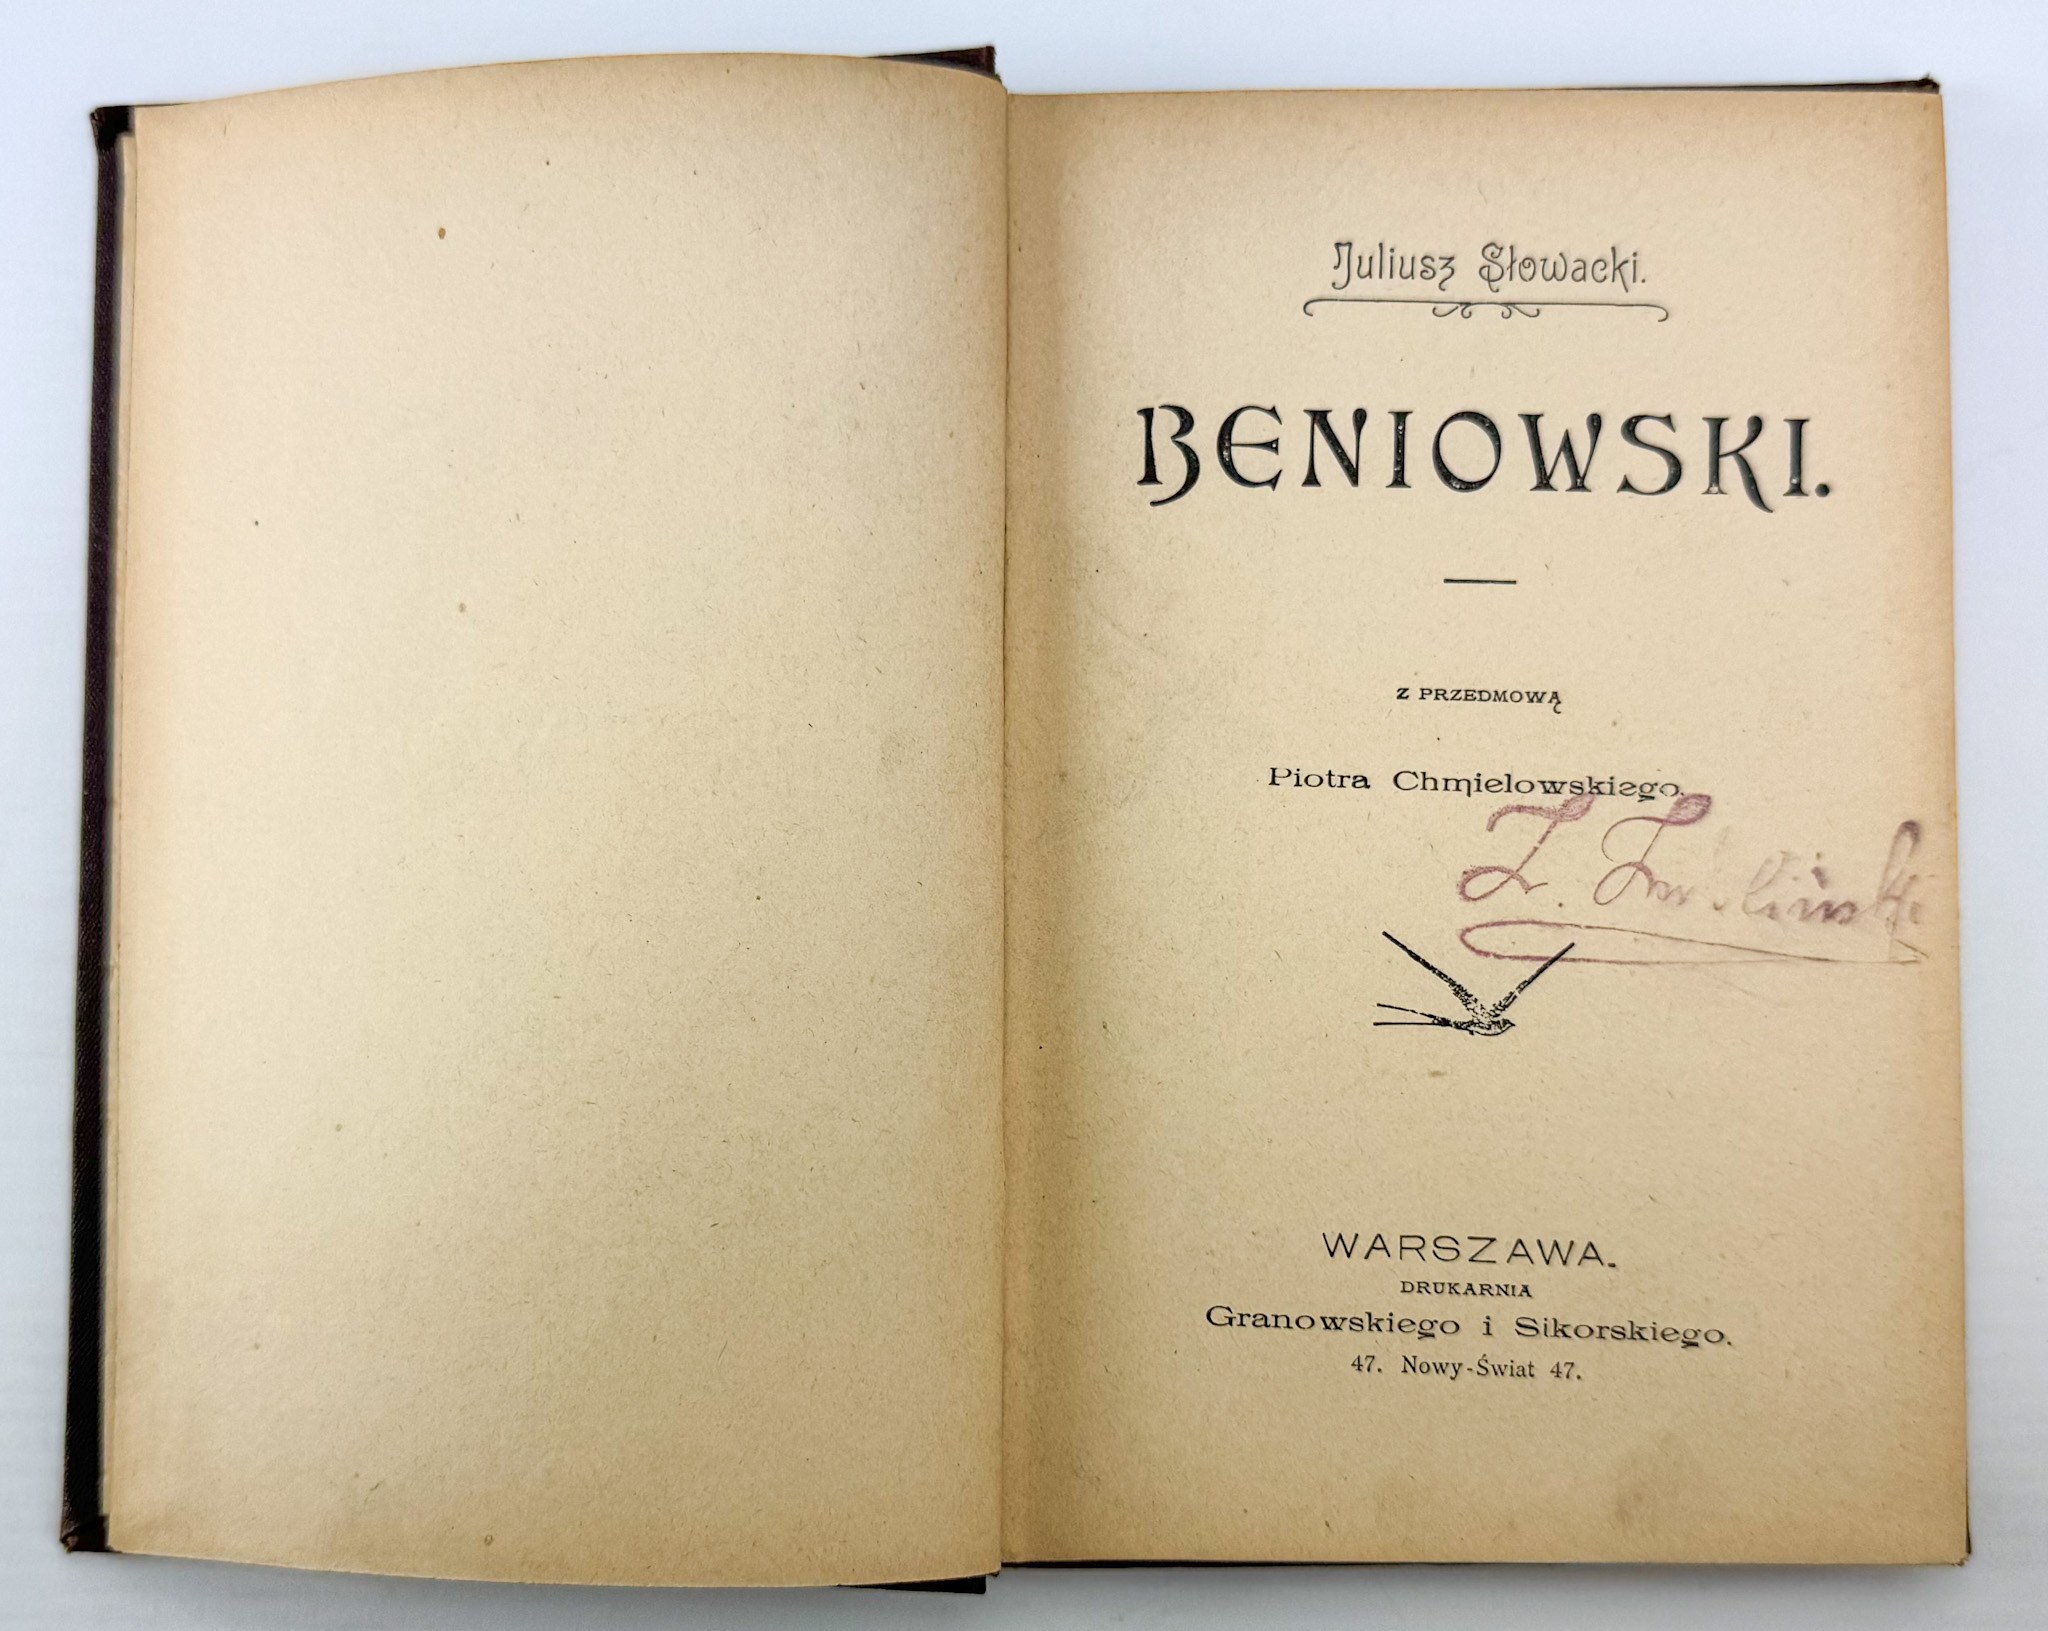 Juliusz Słowacki.
BENIOWSKI.
Z PRZEDMOWĄ
Piotra Chmielowskiego.
WARSZAWA.
DRUKARNIA
Granowskiego i Sikorskiego.
47. Nowy-Świat 47.